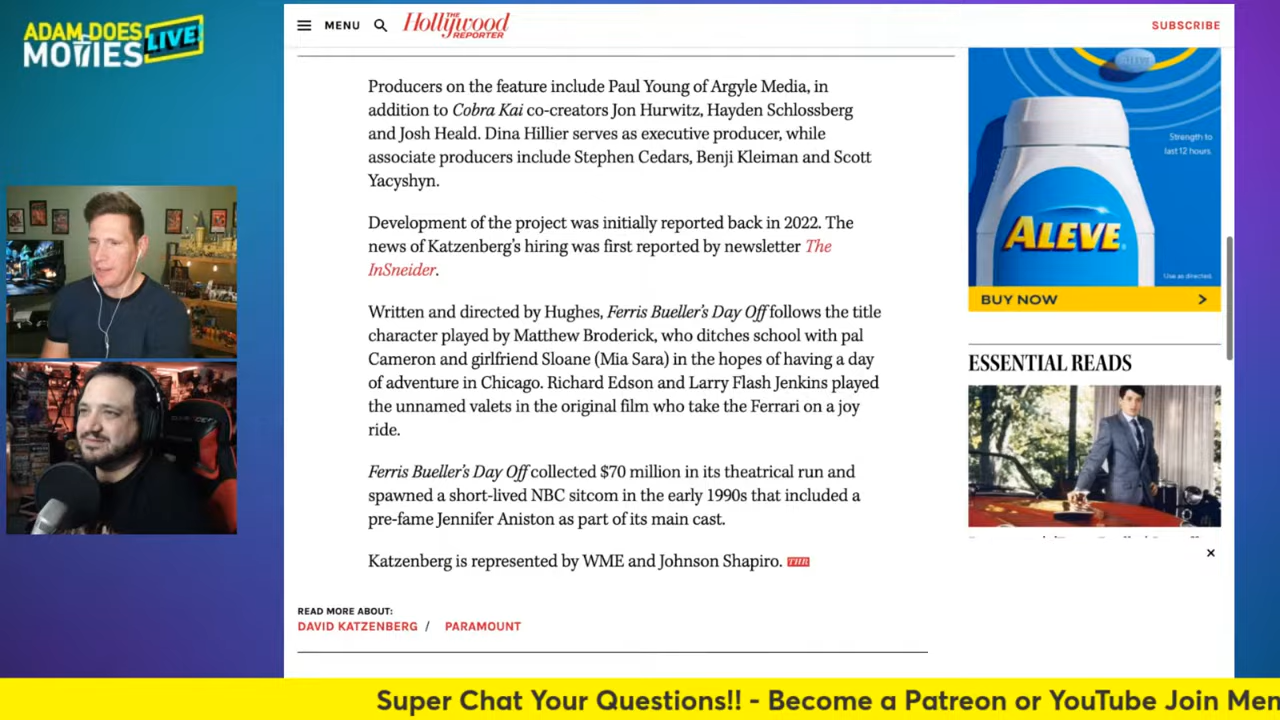 ADAM DOES
MOVIES
LIVE!
MENU
THE
Hollywood
REPORTER
SUBSCRIBE
Producers on the feature include Paul Young of Argyle Media, in
addition to Cobra Kai co-creators Jon Hurwitz, Hayden Schlossberg
and Josh Heald. Dina Hillier serves as executive producer, while
associate producers include Stephen Cedars, Benji Kleiman and Scott
Yacyshyn.
Development of the project was initially reported back in 2022. The
news of Katzenberg's hiring was first reported by newsletter The
InSneider.
Written and directed by Hughes, Ferris Bueller's Day Off follows the title
character played by Matthew Broderick, who ditches school with pal
Cameron and girlfriend Sloane (Mia Sara) in the hopes of having a day
of adventure in Chicago. Richard Edson and Larry Flash Jenkins played
the unnamed valets in the original film who take the Ferrari on a joy
ride.
Ferris Bueller's Day Off collected $70 million in its theatrical run and
spawned a short-lived NBC sitcom in the early 1990s that included a
pre-fame Jennifer Aniston as part of its main cast.
Katzenberg is represented by WME and Johnson Shapiro. THR
READ MORE ABOUT:
DAVID KATZENBERG / PARAMOUNT
Strength to
last 12 hours.
ALEVE
Use as directed.
BUY NOW
ESSENTIAL READS
Super Chat Your Questions!! - Become a Patreon or YouTube Join Mem